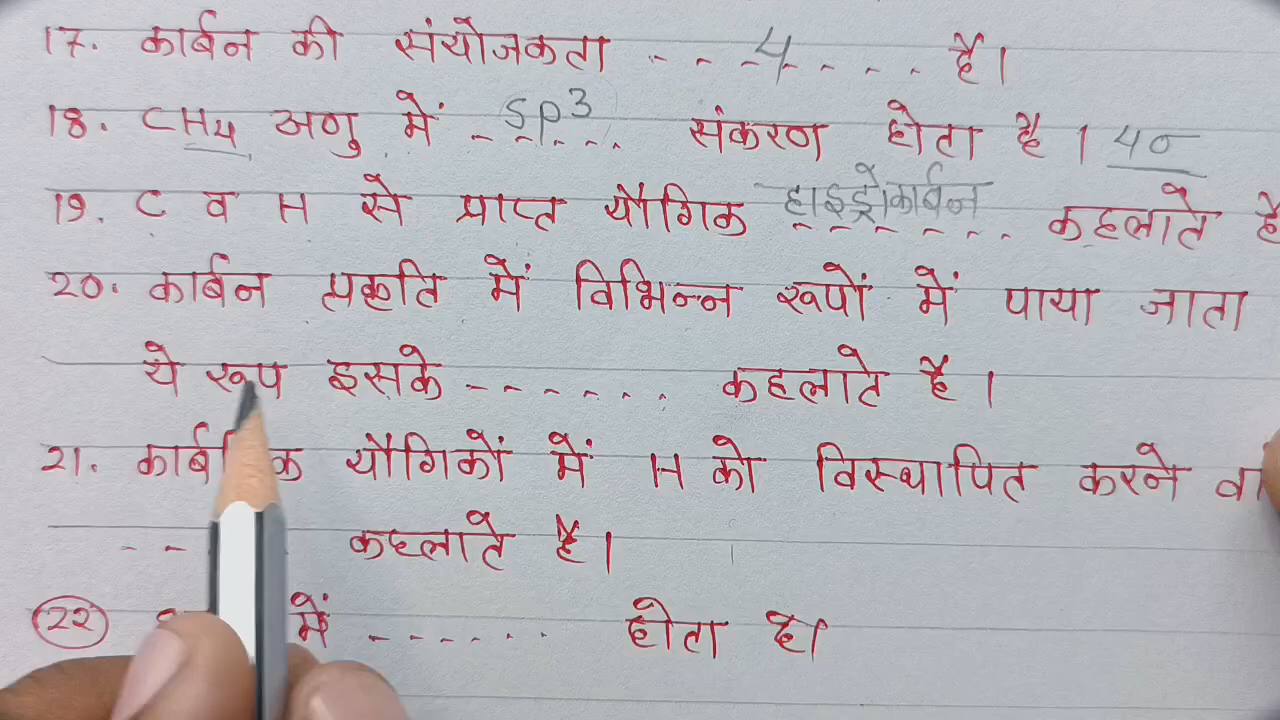 17. कार्बन की संयोजकता - - - 4 - - - . है।
18. CH4 अणु में - sp3 - - . . संकरण होता है । 4σ
19. C व H से प्राप्त यौगिक हाइड्रोकार्बन कहलाते है
20. कार्बन प्रकृति में विभिन्न रूपों में पाया जाता
ये रूप इसके - - - - - - . कहलाते है ।
21. यौगिकों में H को विस्थापित करने
- - कहलाते है।
22 में - - - - - - होता है।